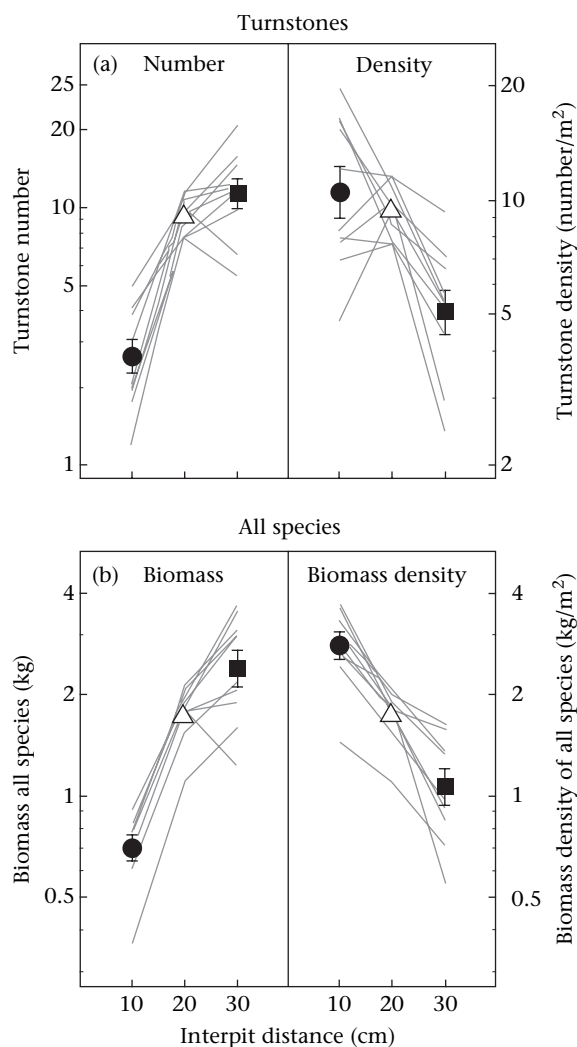 Turnstones
(a) Number Density
25
20
10
5
1
Turnstone number
20
10
5
2
Turnstone density (number/m²)
All species
(b) Biomass Biomass density
4
2
1
0.5
Biomass all species (kg)
4
2
1
0.5
Biomass density of all species (kg/m²)
10 20 30 10 20 30
Interpit distance (cm)